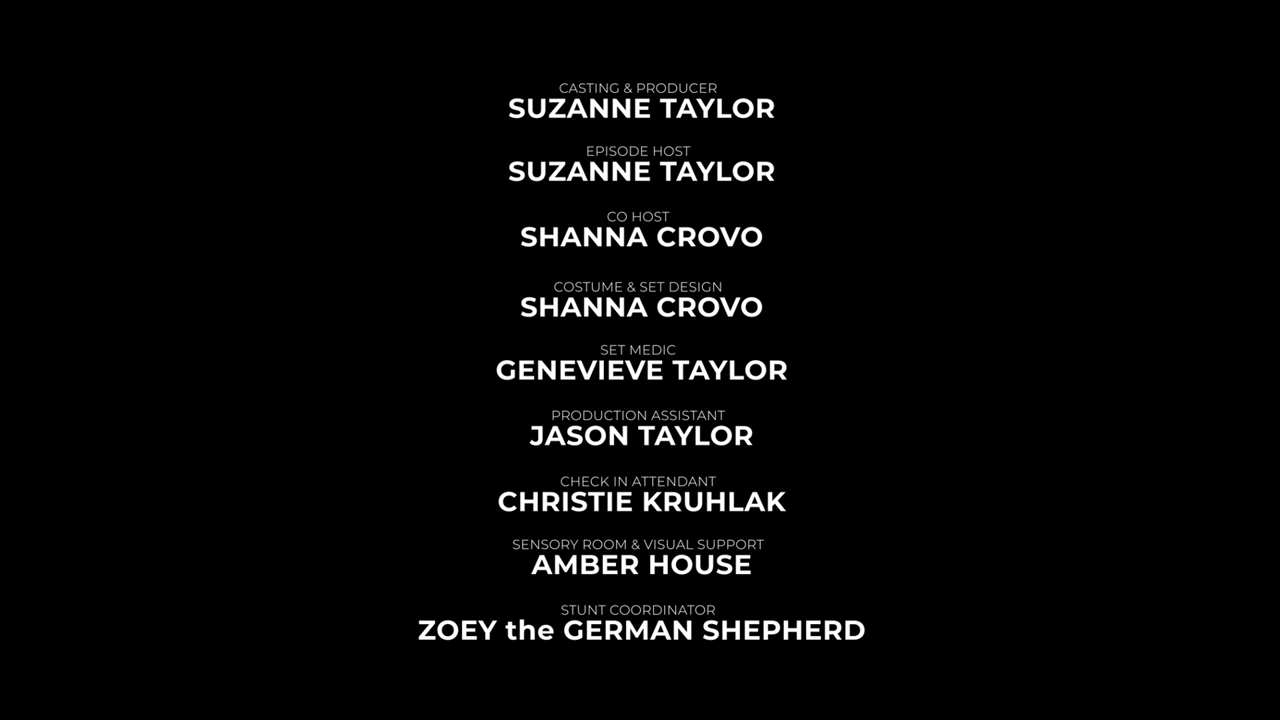 CASTING & PRODUCER
SUZANNE TAYLOR
EPISODE HOST
SUZANNE TAYLOR
CO HOST
SHANNA CROVO
COSTUME & SET DESIGN
SHANNA CROVO
SET MEDIC
GENEVIEVE TAYLOR
PRODUCTION ASSISTANT
JASON TAYLOR
CHECK IN ATTENDANT
CHRISTIE KRUHLAK
SENSORY ROOM & VISUAL SUPPORT
AMBER HOUSE
STUNT COORDINATOR
ZOEY the GERMAN SHEPHERD